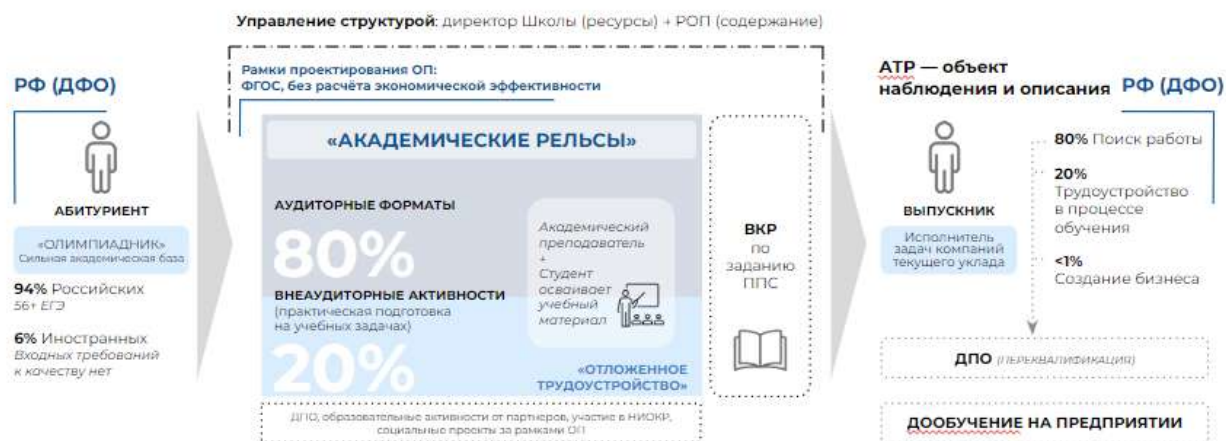 Управление структурой: директор Школы (ресурсы) + РОП (содержание)
РФ (ДФО)
АБИТУРИЕНТ
«ОЛИМПИАДНИК»
Сильная академическая база
94% Российских
56+ ЕГЭ
6% Иностранных
Входных требований
к качеству нет
Рамки проектирования ОП:
ФГОС, без расчёта экономической эффективности
«АКАДЕМИЧЕСКИЕ РЕЛЬСЫ»
АУДИТОРНЫЕ ФОРМАТЫ
80%
ВНЕАУДИТОРНЫЕ АКТИВНОСТИ
(практическая подготовка
на учебных задачах)
20%
Академический
преподаватель
+
Студент
осваивает
учебный
материал
«ОТЛОЖЕННОЕ
ТРУДОУСТРОЙСТВО»
ДПО, образовательные активности от партнеров, участие в НИОКР,
социальные проекты за рамками ОП
ВКР
по
заданию
ППС
АТР — объект
наблюдения и описания
РФ (ДФО)
ВЫПУСКНИК
Исполнитель
задач компаний
текущего уклада
80% Поиск работы
20%
Трудоустройство
в процессе
обучения
<1%
Создание бизнеса
ДПО (ПЕРЕКВАЛИФИКАЦИЯ)
ДООБУЧЕНИЕ НА ПРЕДПРИЯТИИ